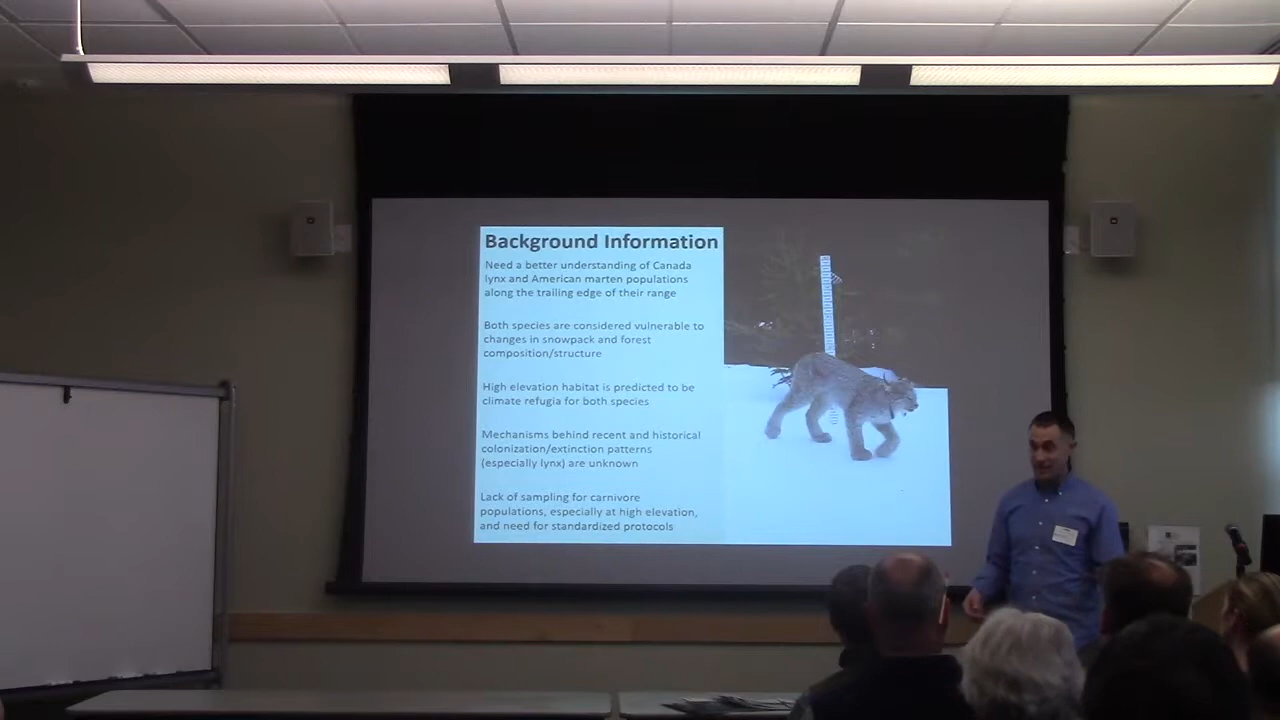 Background Information
Need a better understanding of Canada
lynx and American marten populations
along the trailing edge of their range
Both species are considered vulnerable to
changes in snowpack and forest
composition/structure
High elevation habitat is predicted to be
climate refugia for both species
Mechanisms behind recent and historical
colonization/extinction patterns
(especially lynx) are unknown
Lack of sampling for carnivore
populations, especially at high elevation,
and need for standardized protocols